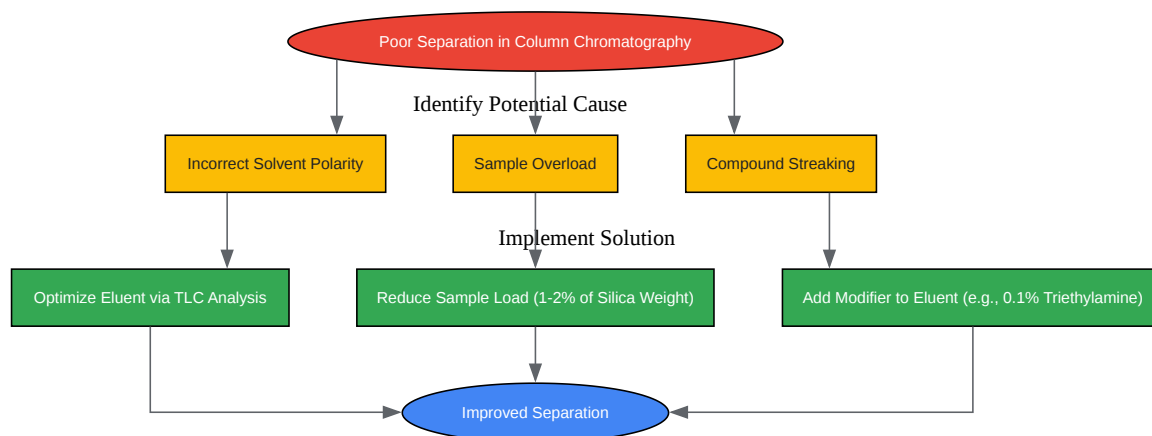 Poor Separation in Column Chromatography
Identify Potential Cause
Incorrect Solvent Polarity
Sample Overload
Compound Streaking
Implement Solution
Optimize Eluent via TLC Analysis
Reduce Sample Load (1-2% of Silica Weight)
Add Modifier to Eluent (e.g., 0.1% Triethylamine)
Improved Separation